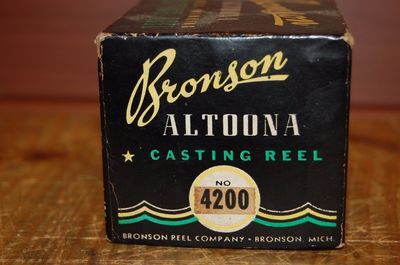 Bronson
ALTOONA
★ CASTING REEL
NO
4200
BRONSON REEL COMPANY · BRONSON, MICH.